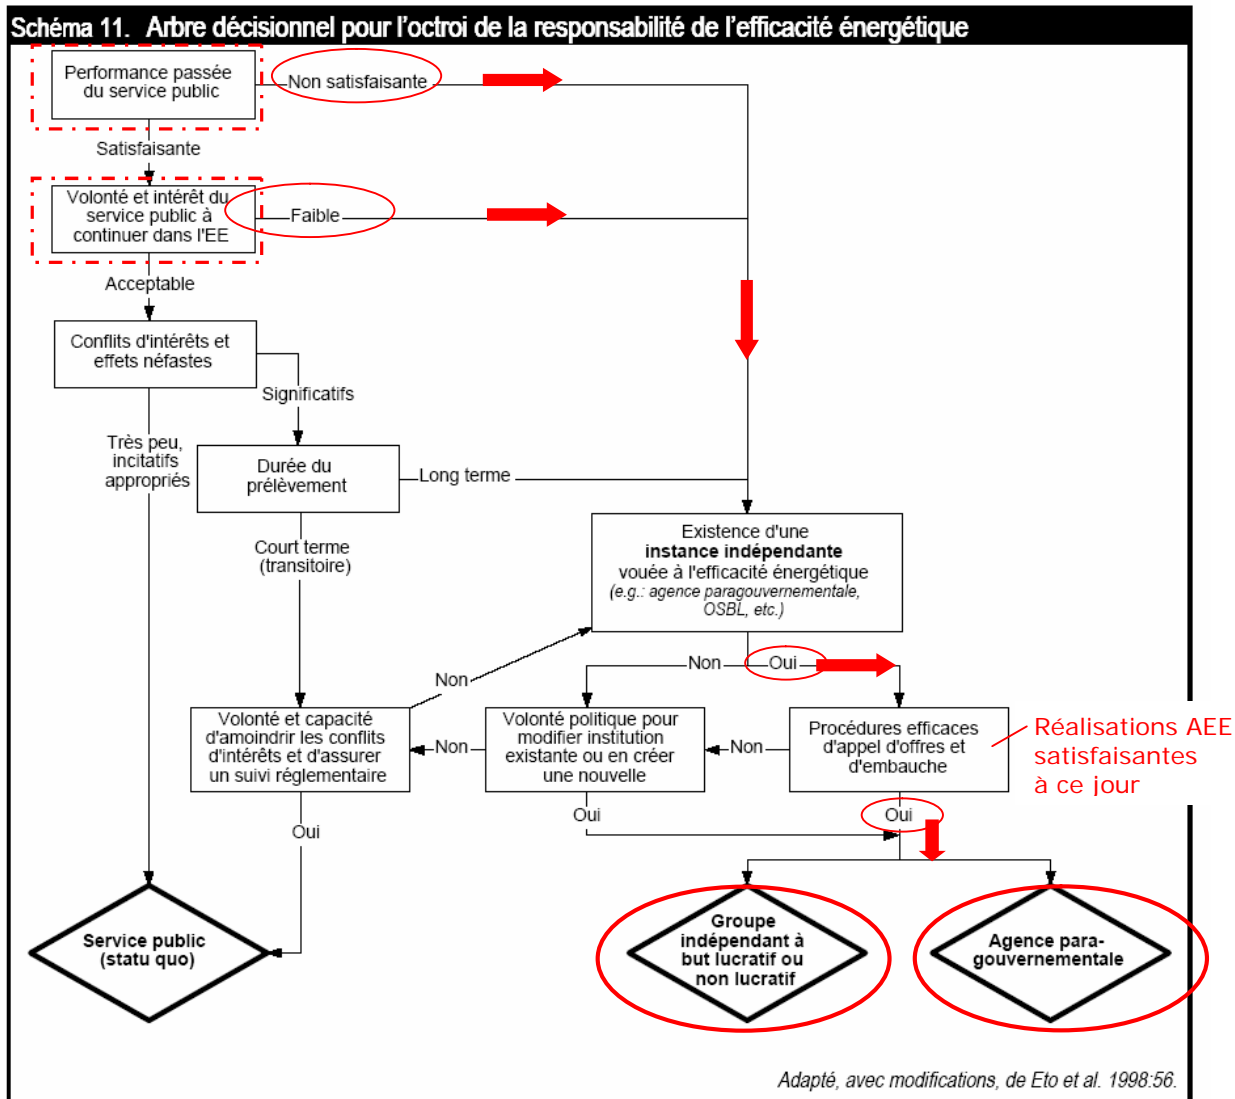 Schéma 11. Arbre décisionnel pour l'octroi de la responsabilité de l'efficacité énergétique
Performance passée
du service public
Non satisfaisante
Satisfaisante
Volonté et intérêt du
service public à
continuer dans l'EE
Faible
Acceptable
Conflits d'intérêts et
effets néfastes
Significatifs
Très peu,
incitatifs
appropriés
Durée du
prélèvement
Long terme
Court terme
(transitoire)
Existence d'une
instance indépendante
vouée à l'efficacité énergétique
(e.g.: agence paragouvernementale,
OSBL, etc.)
Non
Non
Oui
Volonté et capacité
d'amoindrir les conflits
d'intérêts et d'assurer
un suivi réglementaire
Non
Volonté politique pour
modifier institution
existante ou en créer
une nouvelle
Non
Procédures efficaces
d'appel d'offres et
d'embauche
Réalisations AEE
satisfaisantes
à ce jour
Oui
Oui
Oui
Service public
(statu quo)
Groupe
indépendant à
but lucratif ou
non lucratif
Agence para-
gouvernementale
Adapté, avec modifications, de Eto et al. 1998:56.